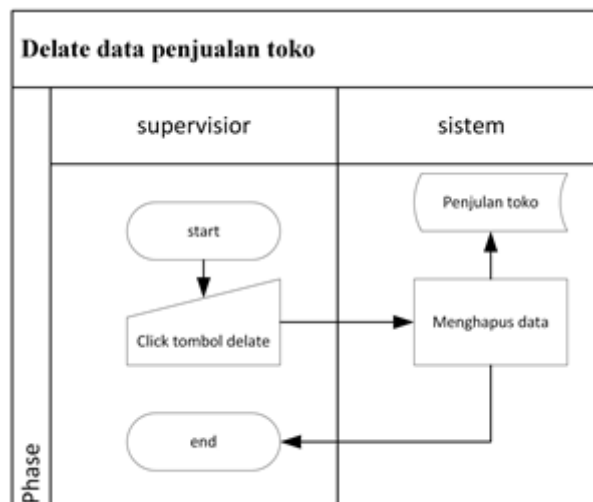 Delate data penjualan toko
supervisior
sistem
Penjulan toko
start
Click tombol delate
Menghapus data
end
Phase